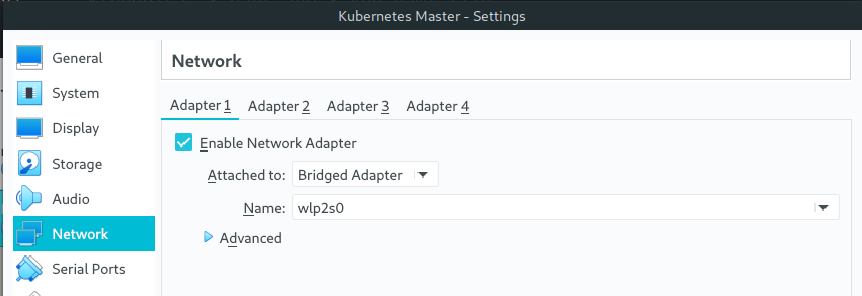 Kubernetes Master - Settings
General
System
Display
Storage
Audio
Network
Serial Ports
Network
Adapter 1 Adapter 2 Adapter 3 Adapter 4
Enable Network Adapter
Attached to: Bridged Adapter
Name: wlp2s0
Advanced